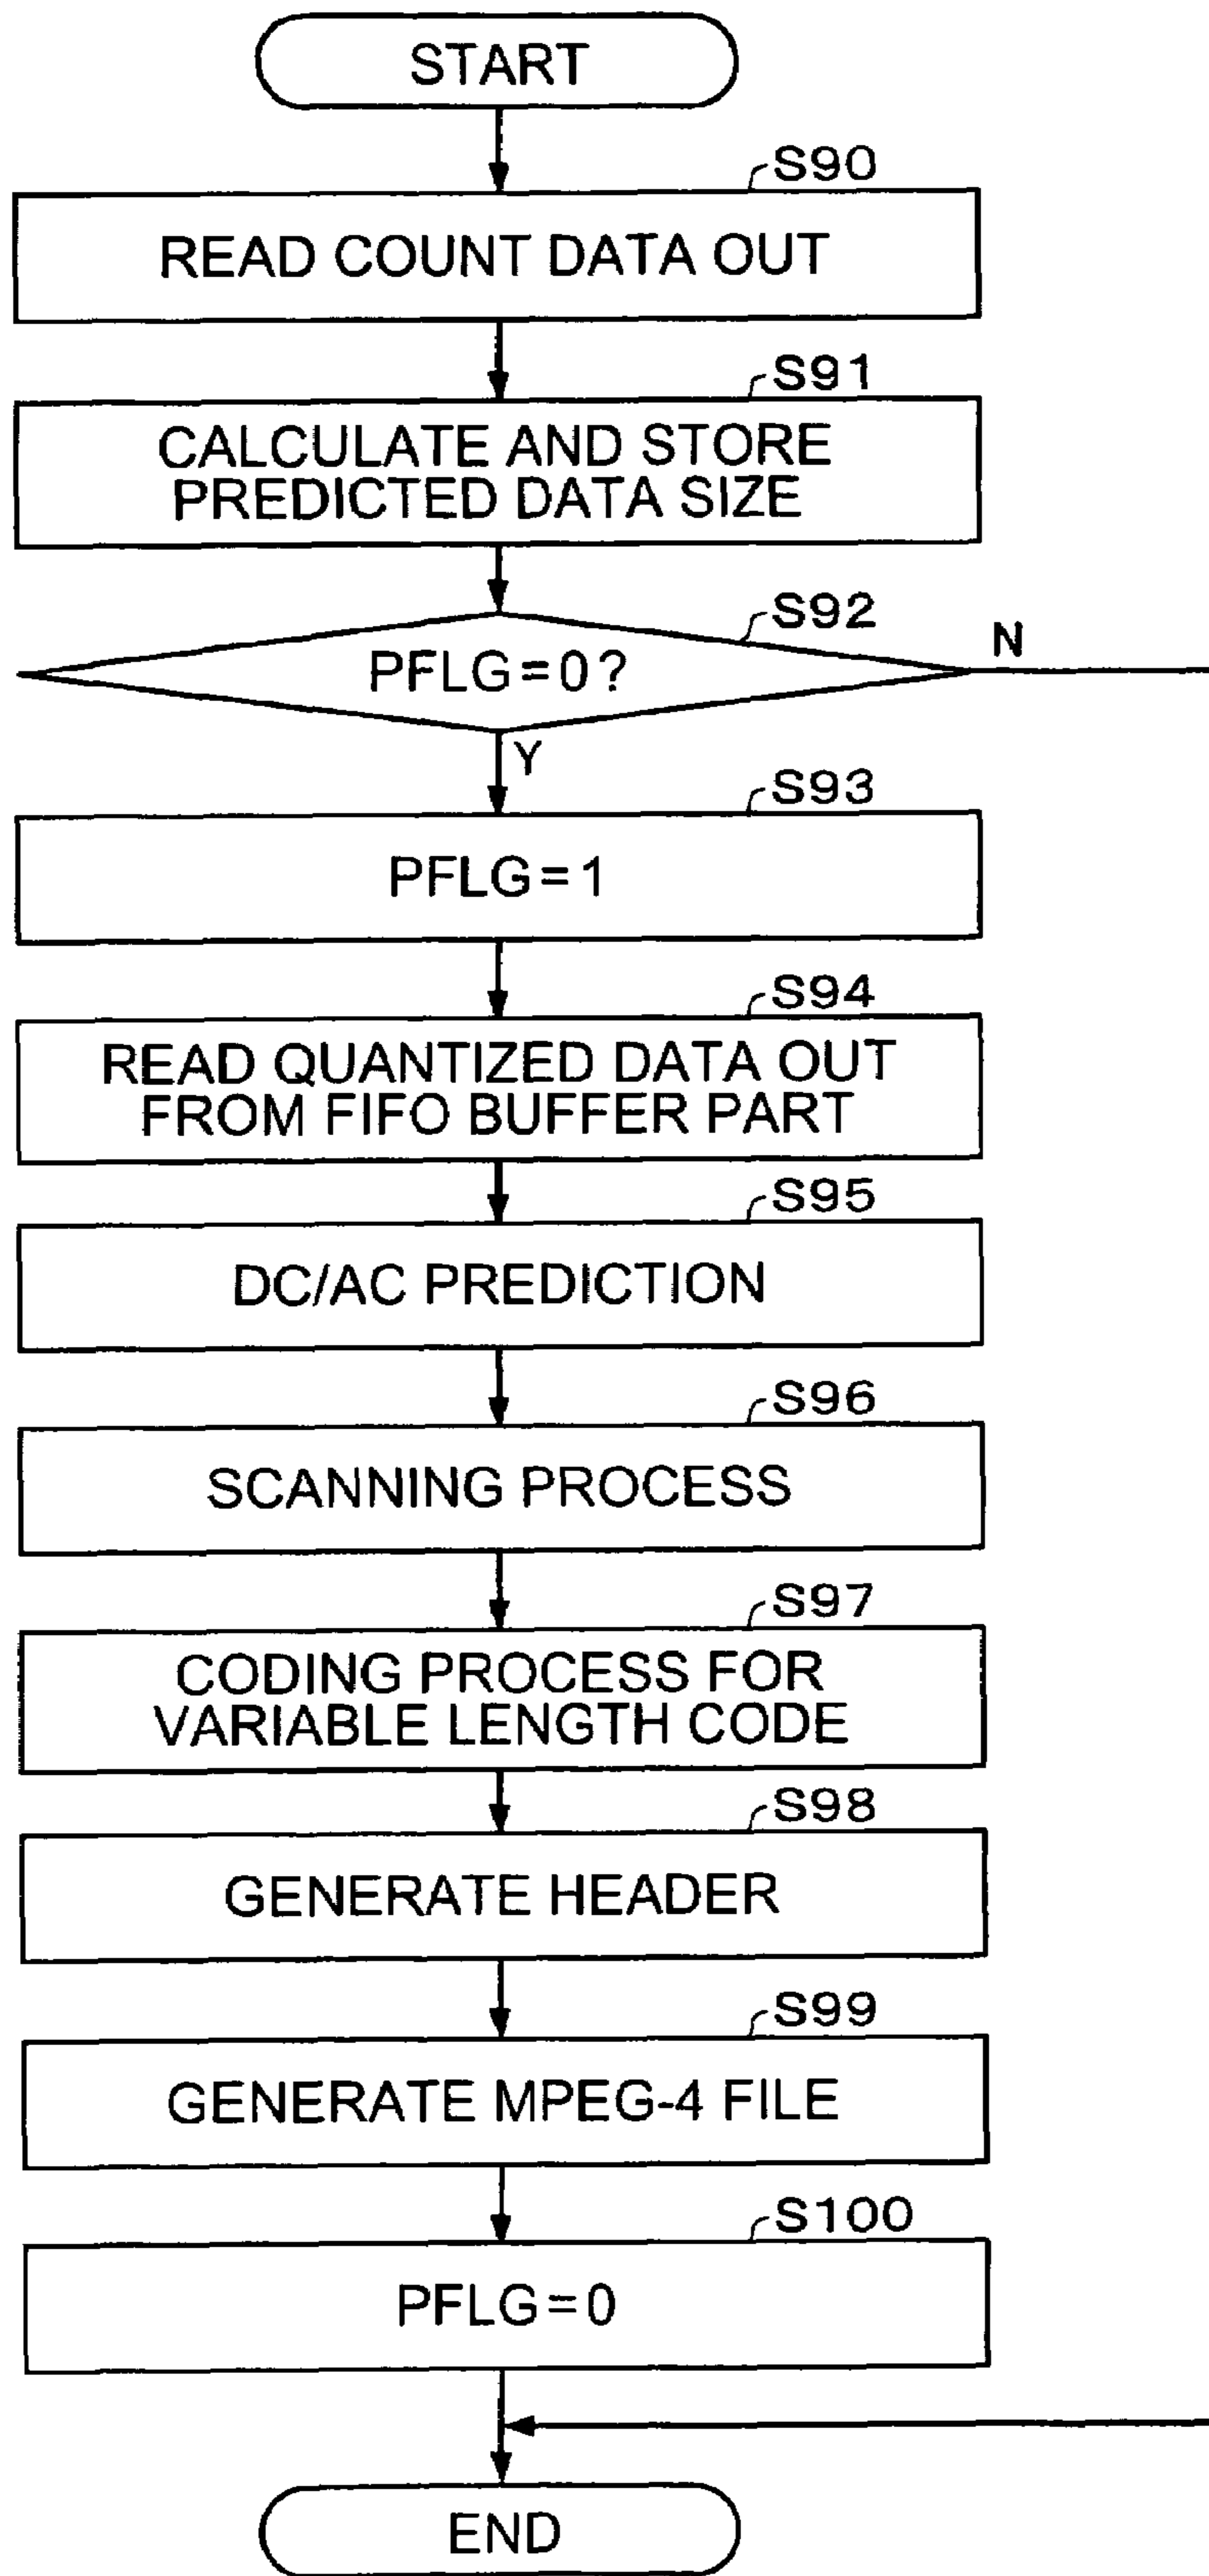 START
S90
READ COUNT DATA OUT
S91
CALCULATE AND STORE
PREDICTED DATA SIZE
S92
PFLG=0?
N
Y
S93
PFLG=1
S94
READ QUANTIZED DATA OUT
FROM FIFO BUFFER PART
S95
DC/AC PREDICTION
S96
SCANNING PROCESS
S97
CODING PROCESS FOR
VARIABLE LENGTH CODE
S98
GENERATE HEADER
S99
GENERATE MPEG-4 FILE
S100
PFLG=0
END